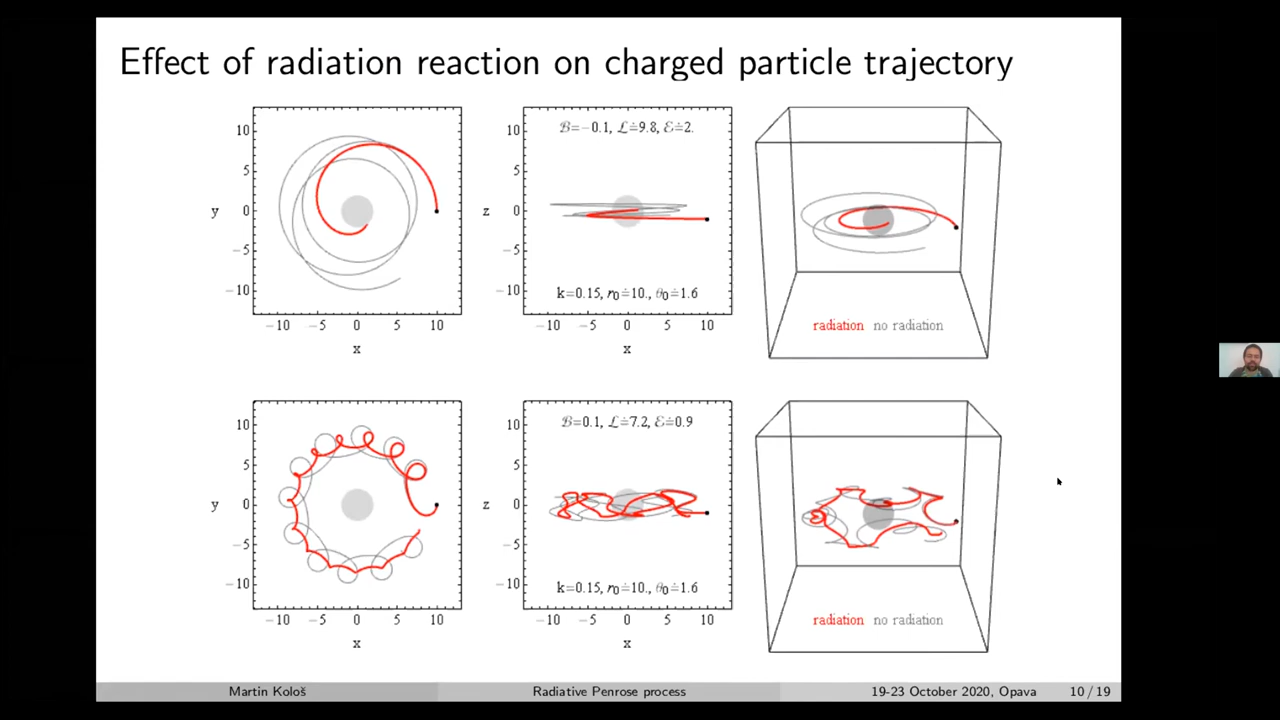 Effect of radiation reaction on charged particle trajectory
10
5
0
−5
−10
y
−10 −5 0 5 10
x
10
5
0
−5
−10
z
ℬ=−0.1, ℒ≐9.8, ℰ≐2.
k=0.15, r₀≐10., θ₀≐1.6
−10 −5 0 5 10
x
radiation no radiation
10
5
0
−5
−10
y
−10 −5 0 5 10
x
10
5
0
−5
−10
z
ℬ=0.1, ℒ≐7.2, ℰ≐0.9
k=0.15, r₀≐10., θ₀≐1.6
−10 −5 0 5 10
x
radiation no radiation
Martin Kološ Radiative Penrose process 19-23 October 2020, Opava 10 / 19